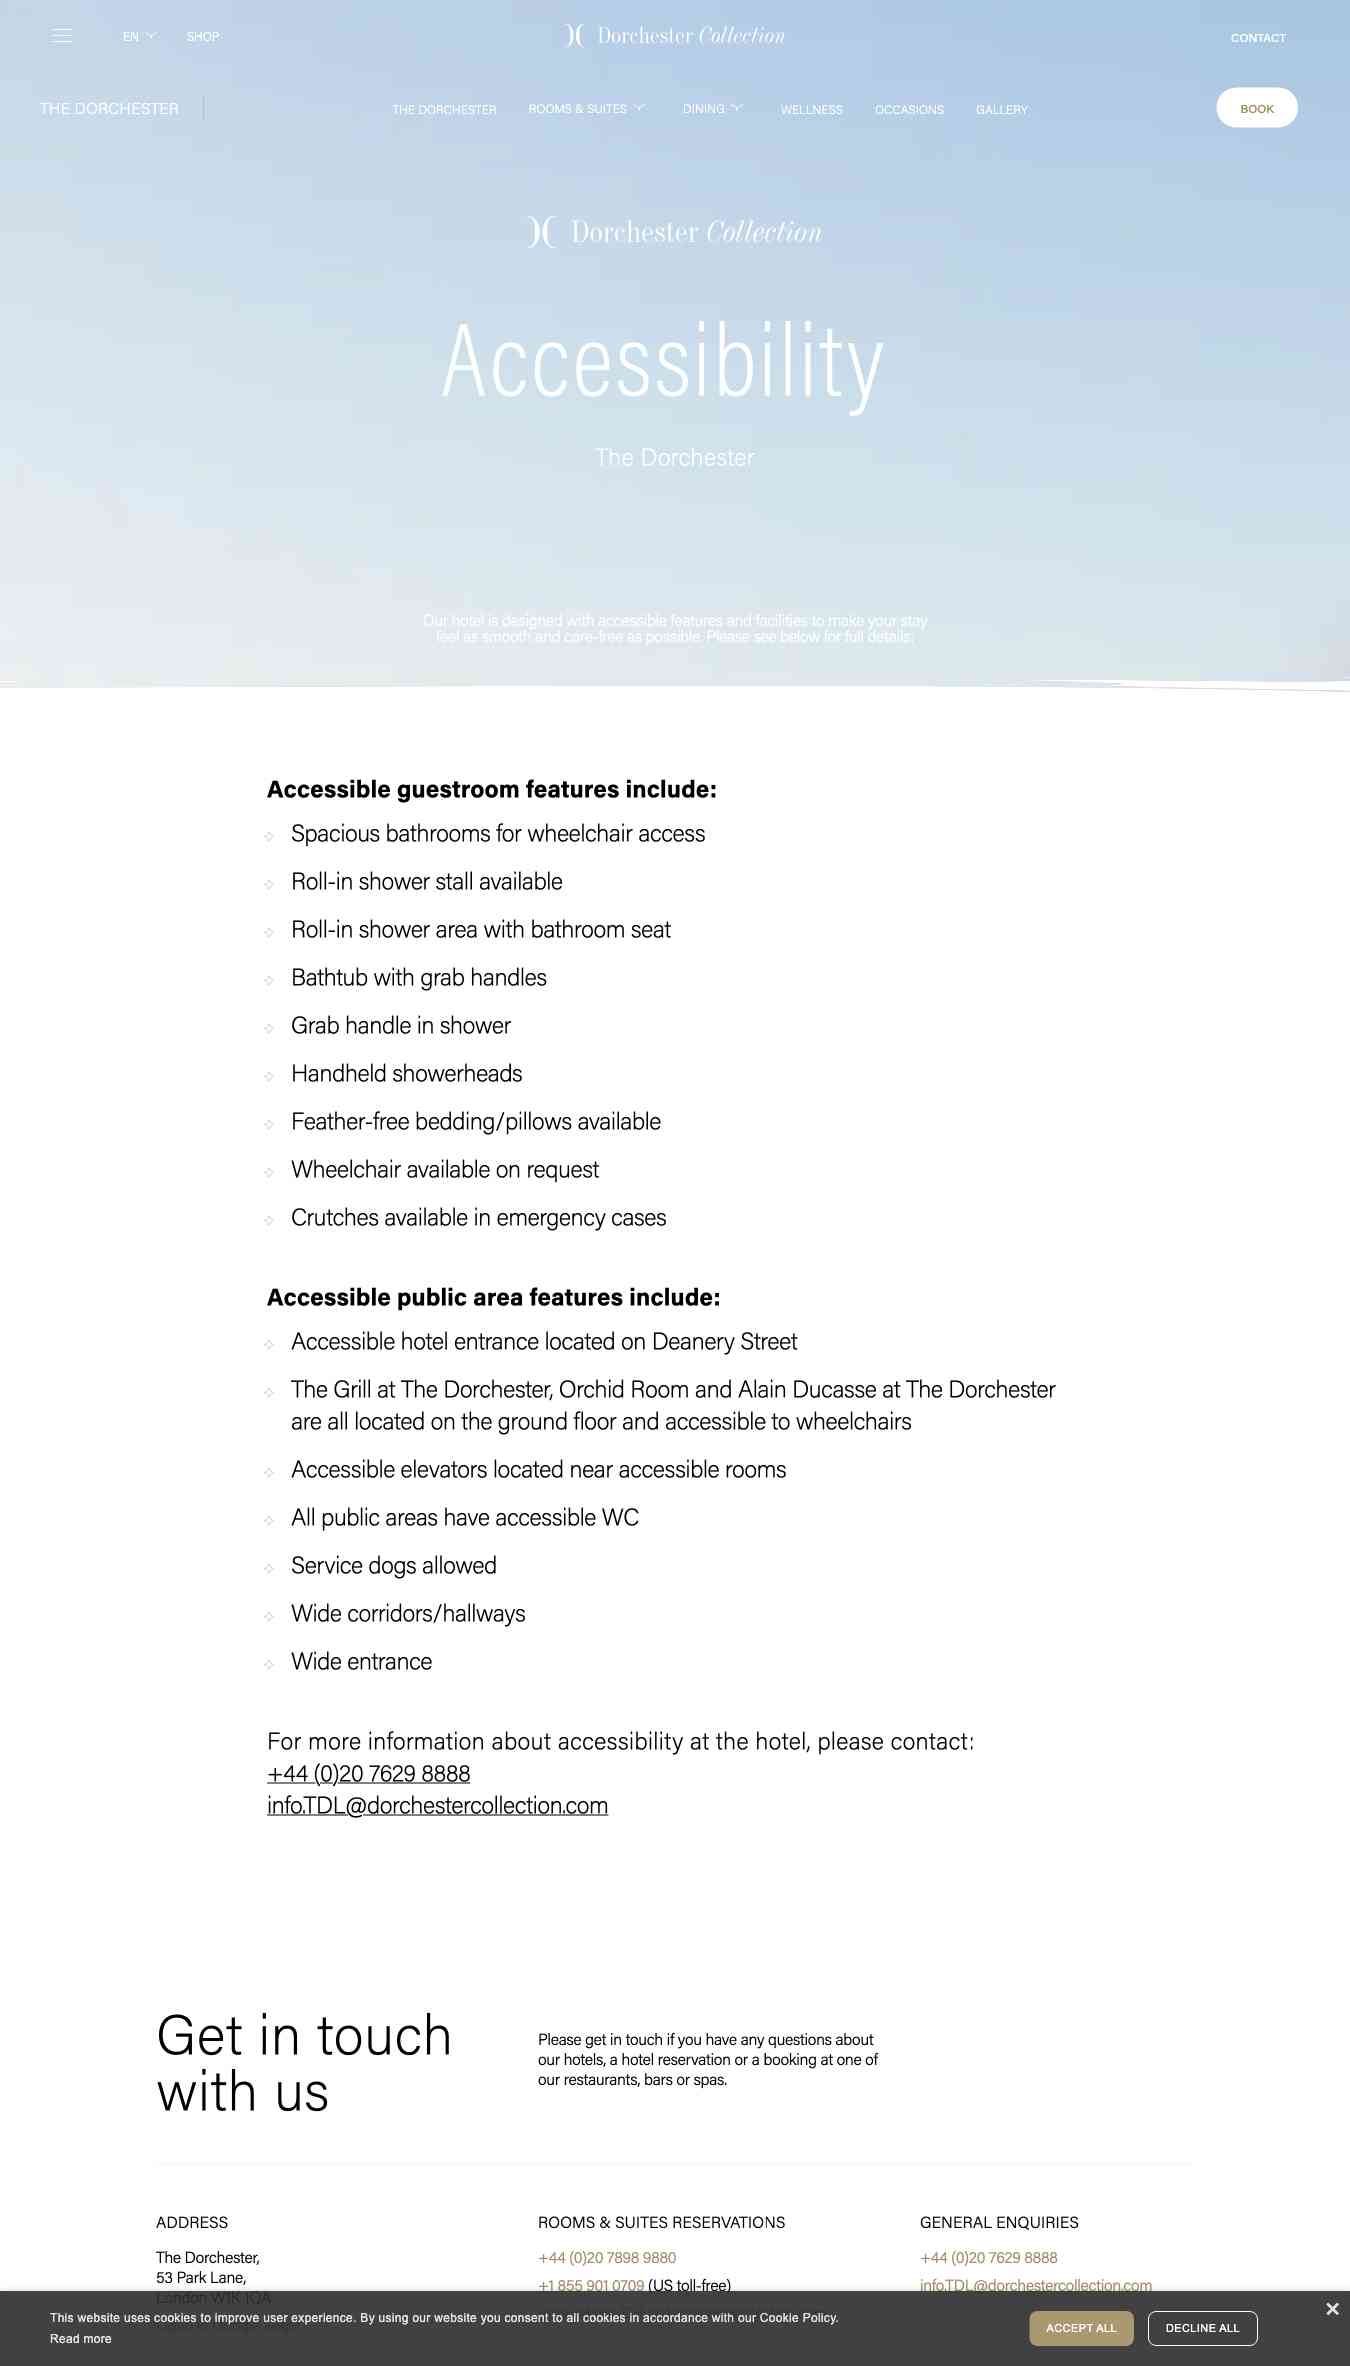 EN
SHOP
Dorchester Collection
CONTACT
THE DORCHESTER
THE DORCHESTER
ROOMS & SUITES
DINING
WELLNESS
OCCASIONS
GALLERY
BOOK
Dorchester Collection
Accessibility
The Dorchester
Our hotel is designed with accessible features and facilities to make your stay
feel as smooth and care-free as possible. Please see below for full details:
Accessible guestroom features include:
Spacious bathrooms for wheelchair access
Roll-in shower stall available
Roll-in shower area with bathroom seat
Bathtub with grab handles
Grab handle in shower
Handheld showerheads
Feather-free bedding/pillows available
Wheelchair available on request
Crutches available in emergency cases
Accessible public area features include:
Accessible hotel entrance located on Deanery Street
The Grill at The Dorchester, Orchid Room and Alain Ducasse at The Dorchester
are all located on the ground floor and accessible to wheelchairs
Accessible elevators located near accessible rooms
All public areas have accessible WC
Service dogs allowed
Wide corridors/hallways
Wide entrance
For more information about accessibility at the hotel, please contact:
+44 (0)20 7629 8888
info.TDL@dorchestercollection.com
Get in touch
with us
Please get in touch if you have any questions about
our hotels, a hotel reservation or a booking at one of
our restaurants, bars or spas.
ADDRESS
The Dorchester,
53 Park Lane,
London W1K 1QA
ROOMS & SUITES RESERVATIONS
+44 (0)20 7898 9880
+1 855 901 0709 (US toll-free)
GENERAL ENQUIRIES
+44 (0)20 7629 8888
info.TDL@dorchestercollection.com
This website uses cookies to improve user experience. By using our website you consent to all cookies in accordance with our Cookie Policy.
Read more
ACCEPT ALL
DECLINE ALL